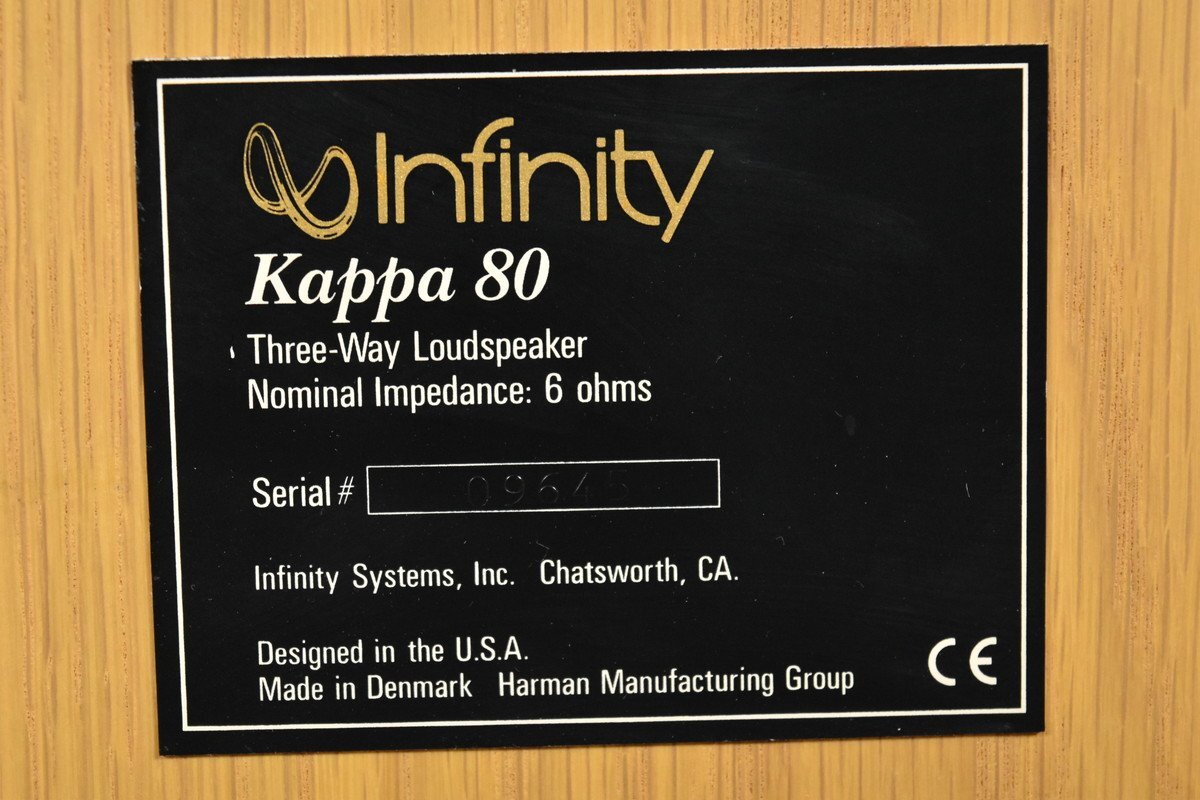 Infinity
Kappa 80
Three-Way Loudspeaker
Nominal Impedance: 6 ohms
Serial #
Infinity Systems, Inc. Chatsworth, CA.
Designed in the U.S.A.
Made in Denmark Harman Manufacturing Group
CE